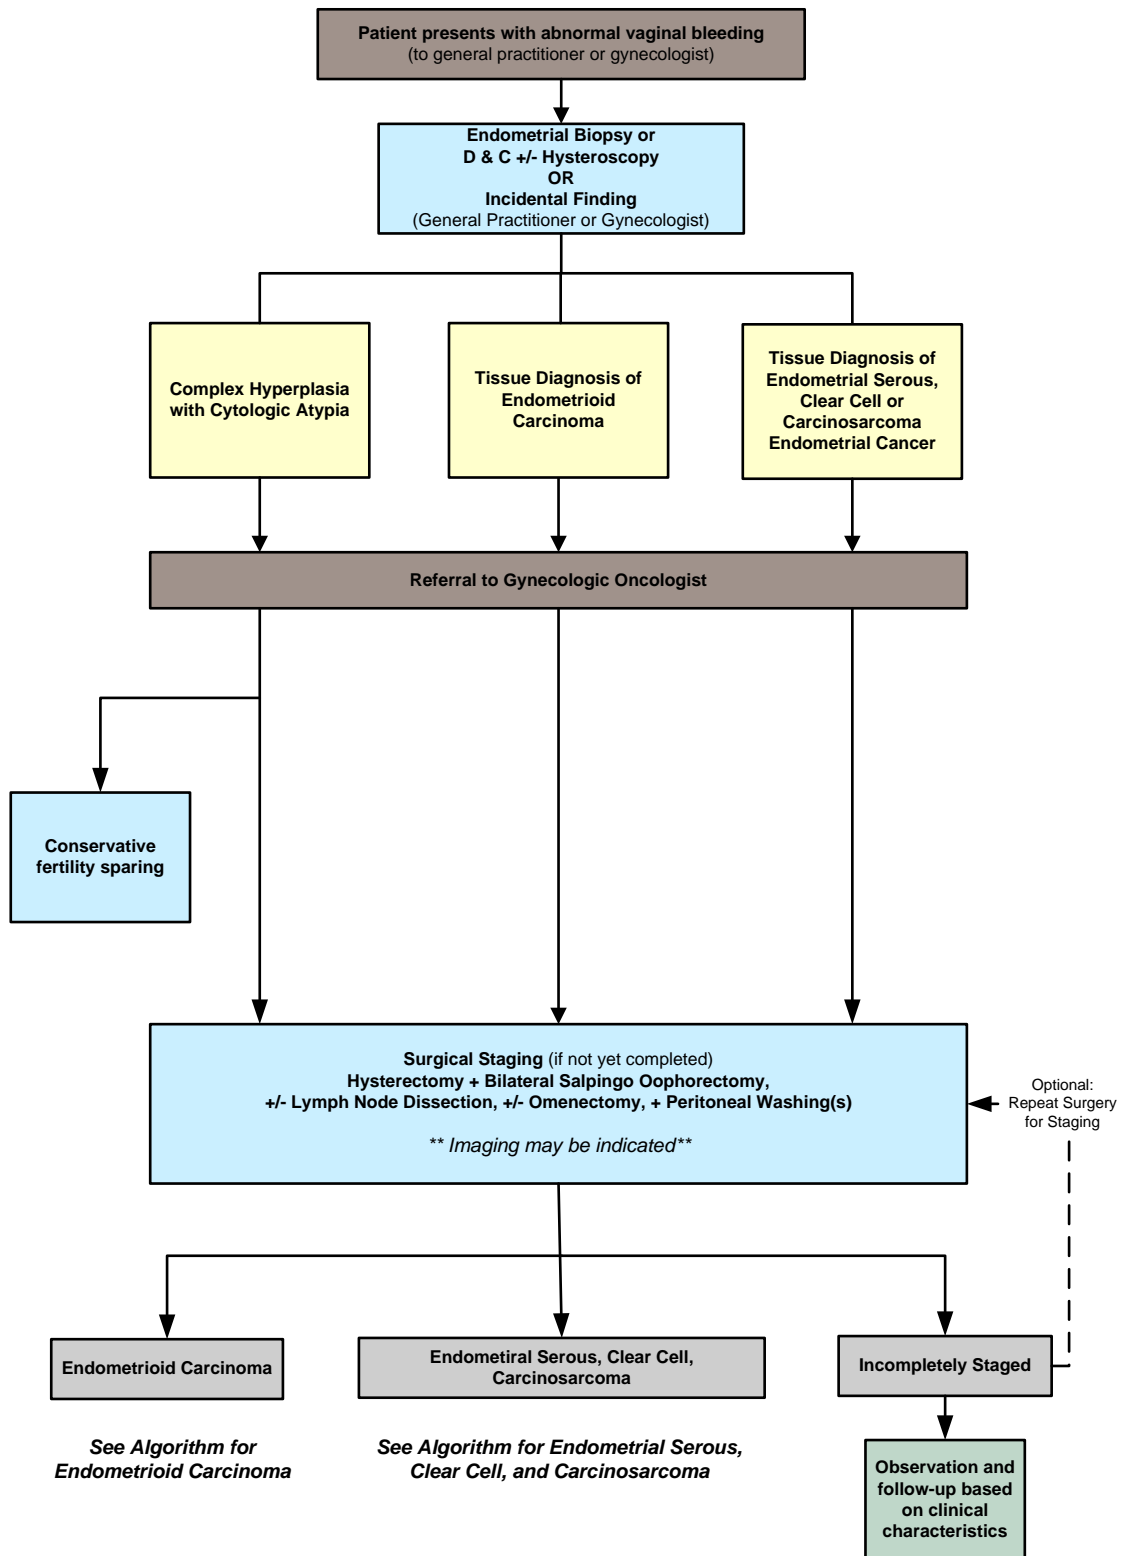 Patient presents with abnormal vaginal bleeding
(to general practitioner or gynecologist)
Endometrial Biopsy or
D & C +/- Hysteroscopy
OR
Incidental Finding
(General Practitioner or Gynecologist)
Complex Hyperplasia
with Cytologic Atypia
Tissue Diagnosis of
Endometrioid
Carcinoma
Tissue Diagnosis of
Endometrial Serous,
Clear Cell or
Carcinosarcoma
Endometrial Cancer
Referral to Gynecologic Oncologist
Conservative
fertility sparing
Surgical Staging (if not yet completed)
Hysterectomy + Bilateral Salpingo Oophorectomy,
+/- Lymph Node Dissection, +/- Omenectomy, + Peritoneal Washing(s)
** Imaging may be indicated**
Optional:
Repeat Surgery
for Staging
Endometrioid Carcinoma
Endometiral Serous, Clear Cell,
Carcinosarcoma
Incompletely Staged
See Algorithm for
Endometrioid Carcinoma
See Algorithm for Endometrial Serous,
Clear Cell, and Carcinosarcoma
Observation and
follow-up based
on clinical
characteristics